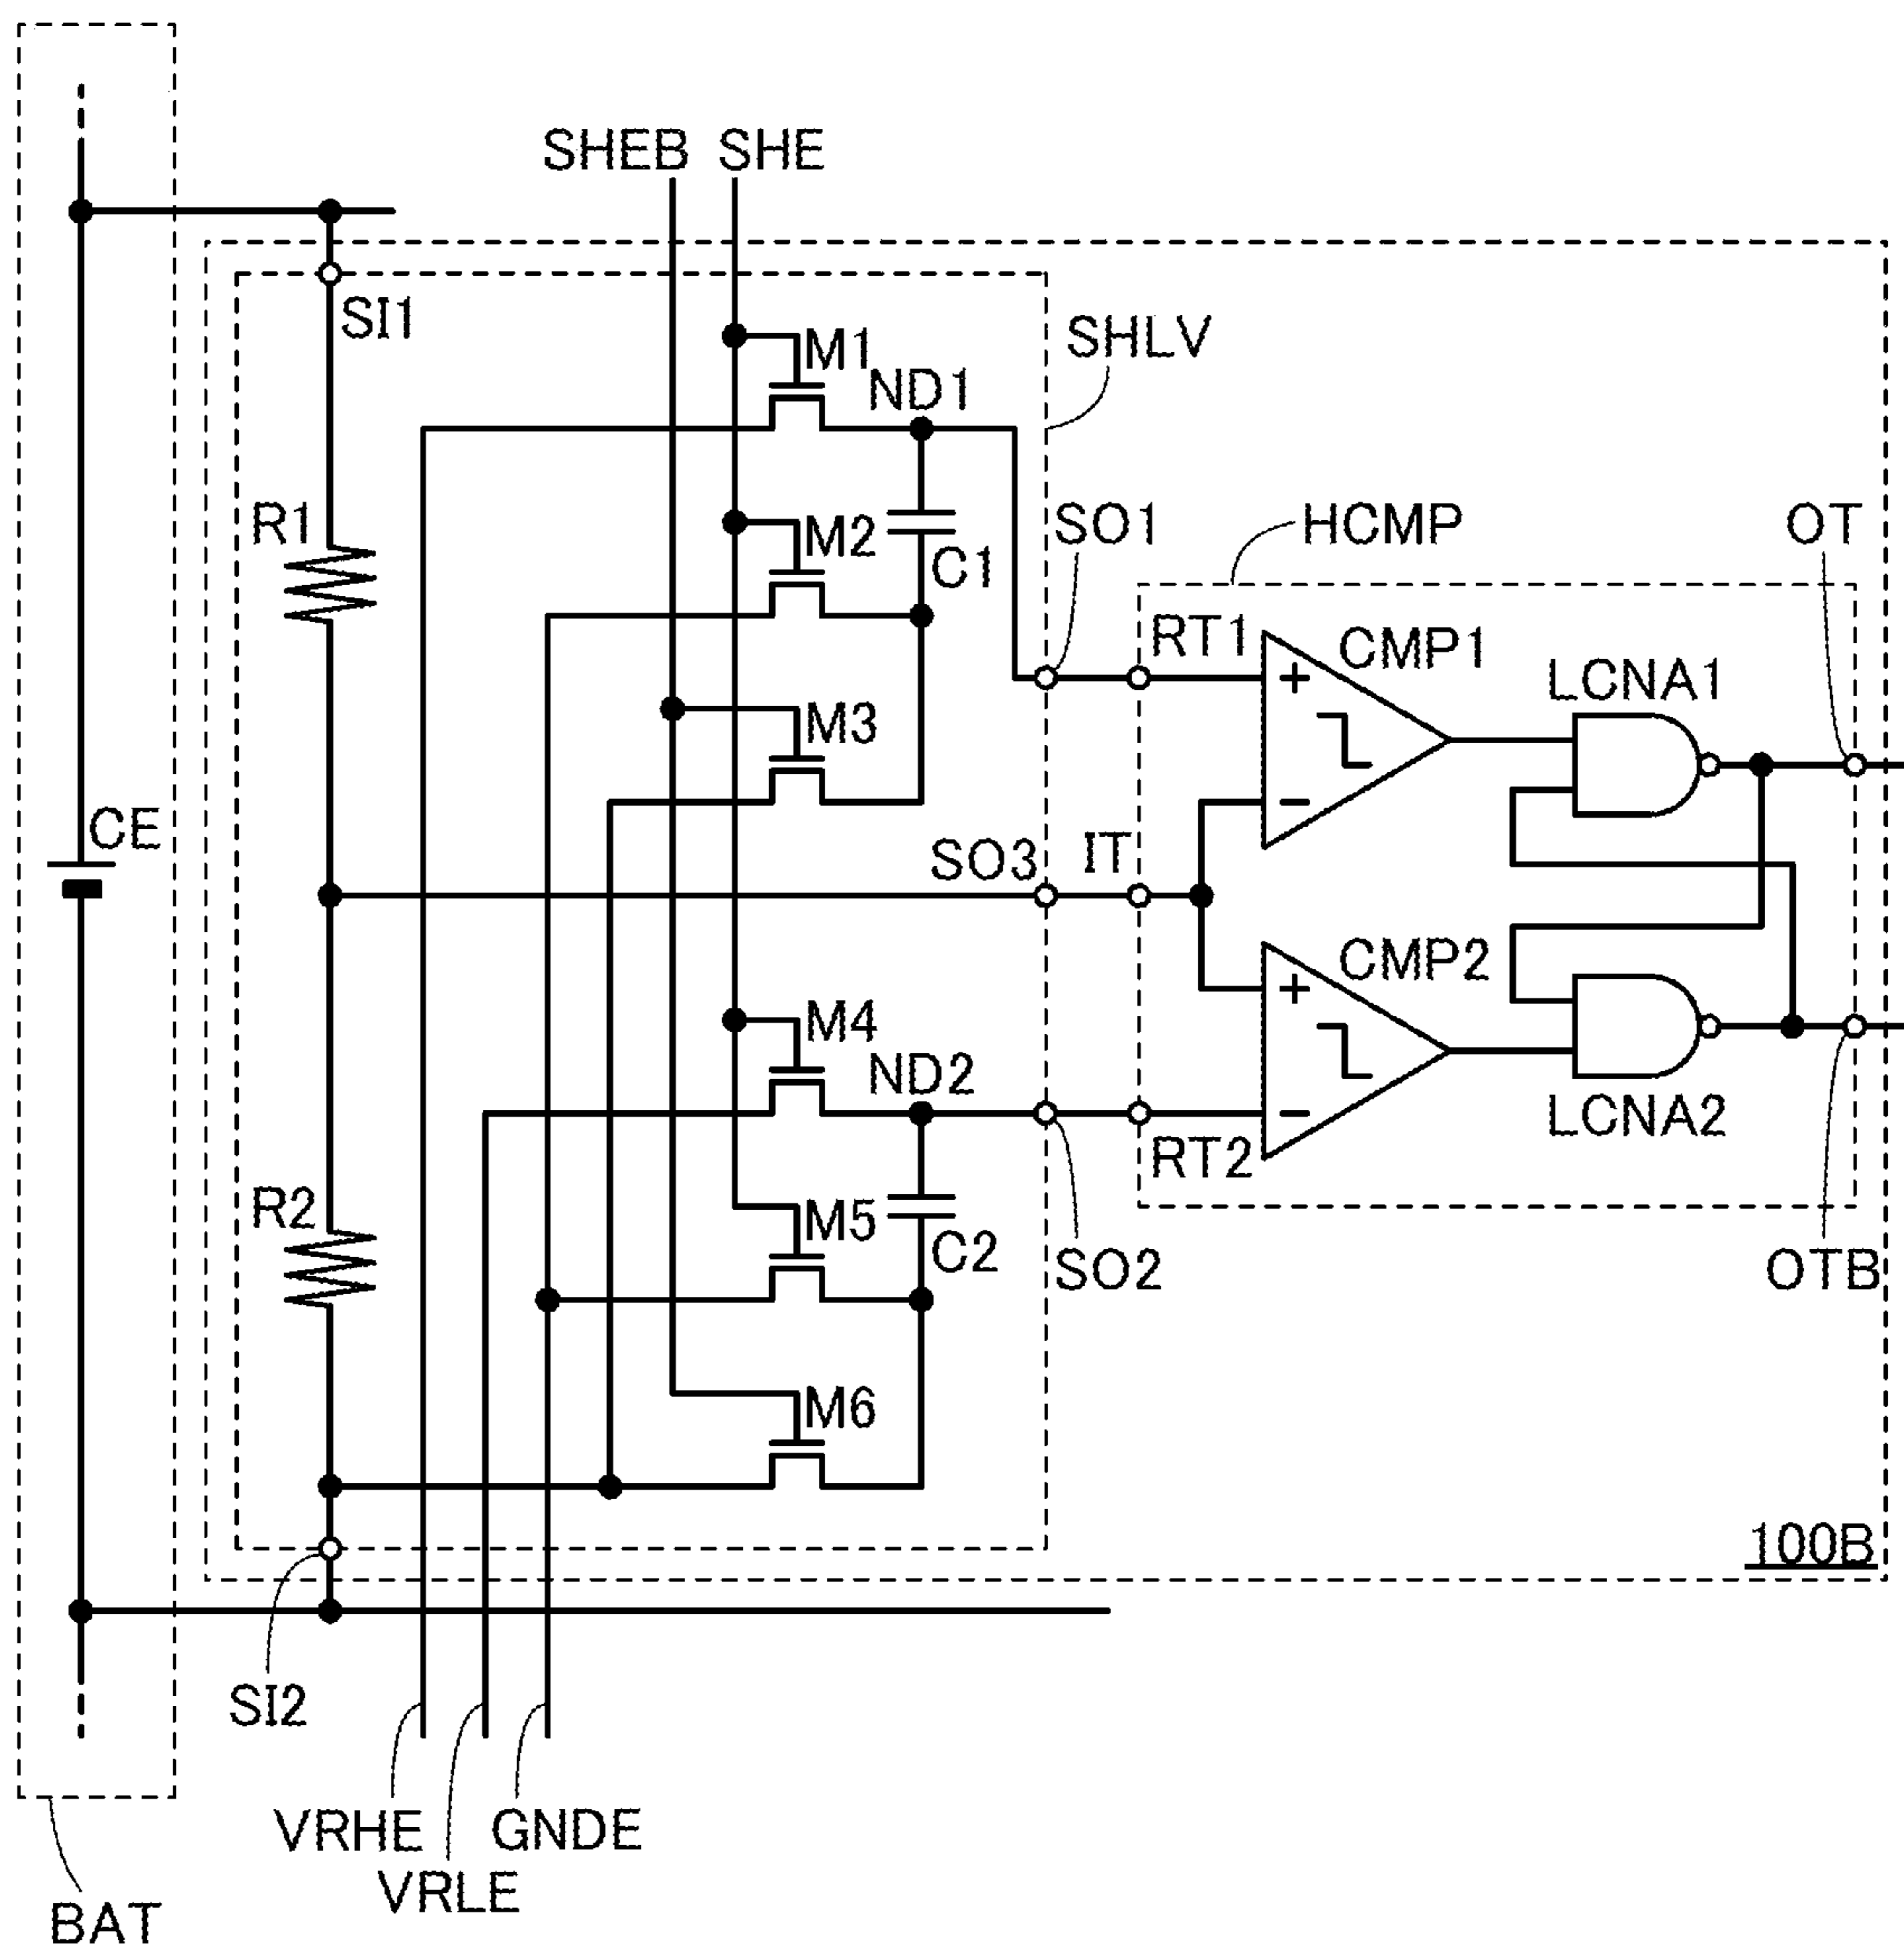 SHEB SHE
SI1
M1
ND1
SHLV
R1
M2
C1
SO1
HCMP
OT
RT1
CMP1
LCNA1
M3
CE
SO3
IT
CMP2
M4
ND2
RT2
LCNA2
R2
M5
C2
SO2
OTB
M6
100B
SI2
VRHE
GNDE
VRLE
BAT
+
−
+
−